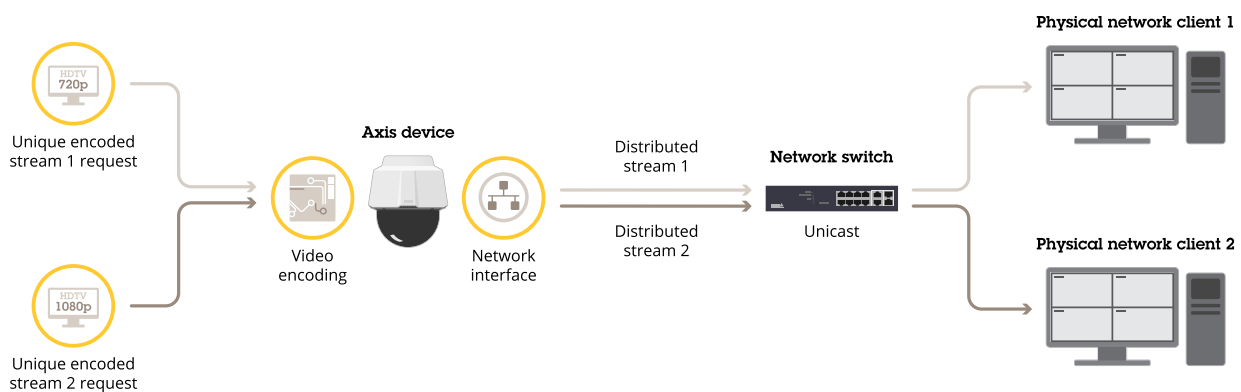 HDTV
720p
Unique encoded
stream 1 request
HDTV
1080p
Unique encoded
stream 2 request
Axis device
Video
encoding
Network
interface
Distributed
stream 1
Distributed
stream 2
Network switch
Unicast
Physical network client 1
Physical network client 2